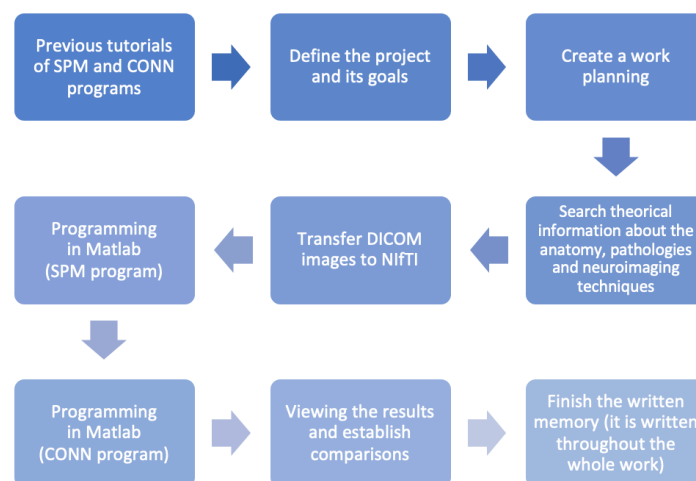 Previous tutorials
of SPM and CONN
programs
Define the project
and its goals
Create a work
planning
Search theorical
information about the
anatomy, pathologies
and neuroimaging
techniques
Transfer DICOM
images to NIfTI
Programming
in Matlab
(SPM program)
Programming
in Matlab
(CONN program)
Viewing the results
and establish
comparisons
Finish the written
memory (it is written
throughout the
whole work)